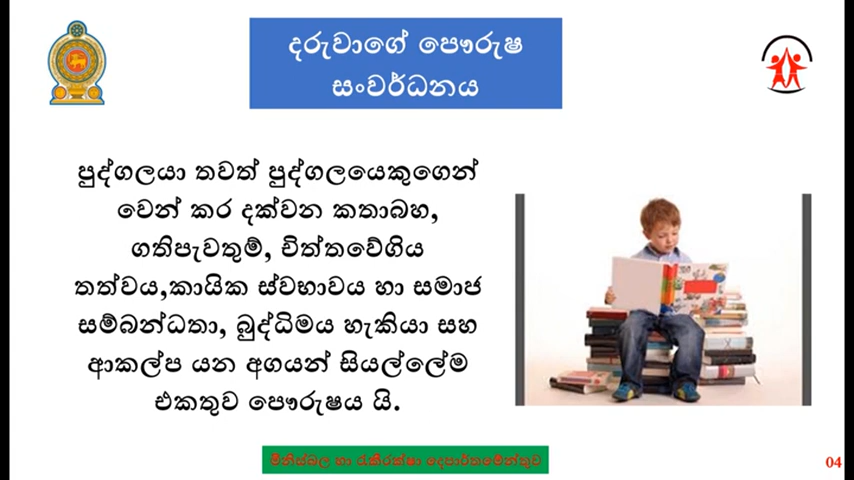 දරුවාගේ පෞරුෂ
සංවර්ධනය
පුද්ගලයා තවත් පුද්ගලයෙකුගෙන්
වෙන් කර දක්වන කතාබහ,
ගතිපැවතුම්, චිත්තවේගිය
තත්වය,කායික ස්වභාවය හා සමාජ
සම්බන්ධතා, බුද්ධිමය හැකියා සහ
ආකල්ප යන අගයන් සියල්ලේම
එකතුව පෞරුෂය යි.
මිනිස්බල හා රැකීරක්ෂා දෙපාර්තමේන්තුව
04